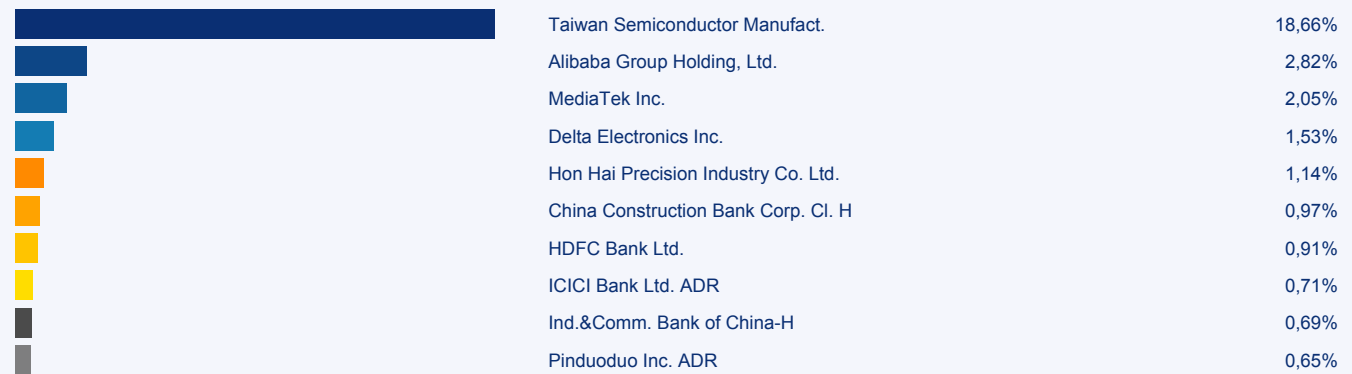 Taiwan Semiconductor Manufact. 18,66%
Alibaba Group Holding, Ltd. 2,82%
MediaTek Inc. 2,05%
Delta Electronics Inc. 1,53%
Hon Hai Precision Industry Co. Ltd. 1,14%
China Construction Bank Corp. Cl. H 0,97%
HDFC Bank Ltd. 0,91%
ICICI Bank Ltd. ADR 0,71%
Ind.&Comm. Bank of China-H 0,69%
Pinduoduo Inc. ADR 0,65%